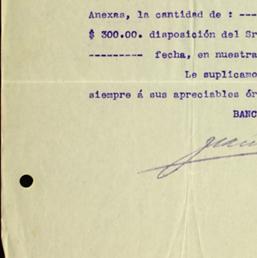 Anexas, la cantidad de : ---
$ 300.00. disposición del Sr
--------- fecha, en nuestra
Le suplicamo
siempre á sus apreciables ór
BANC